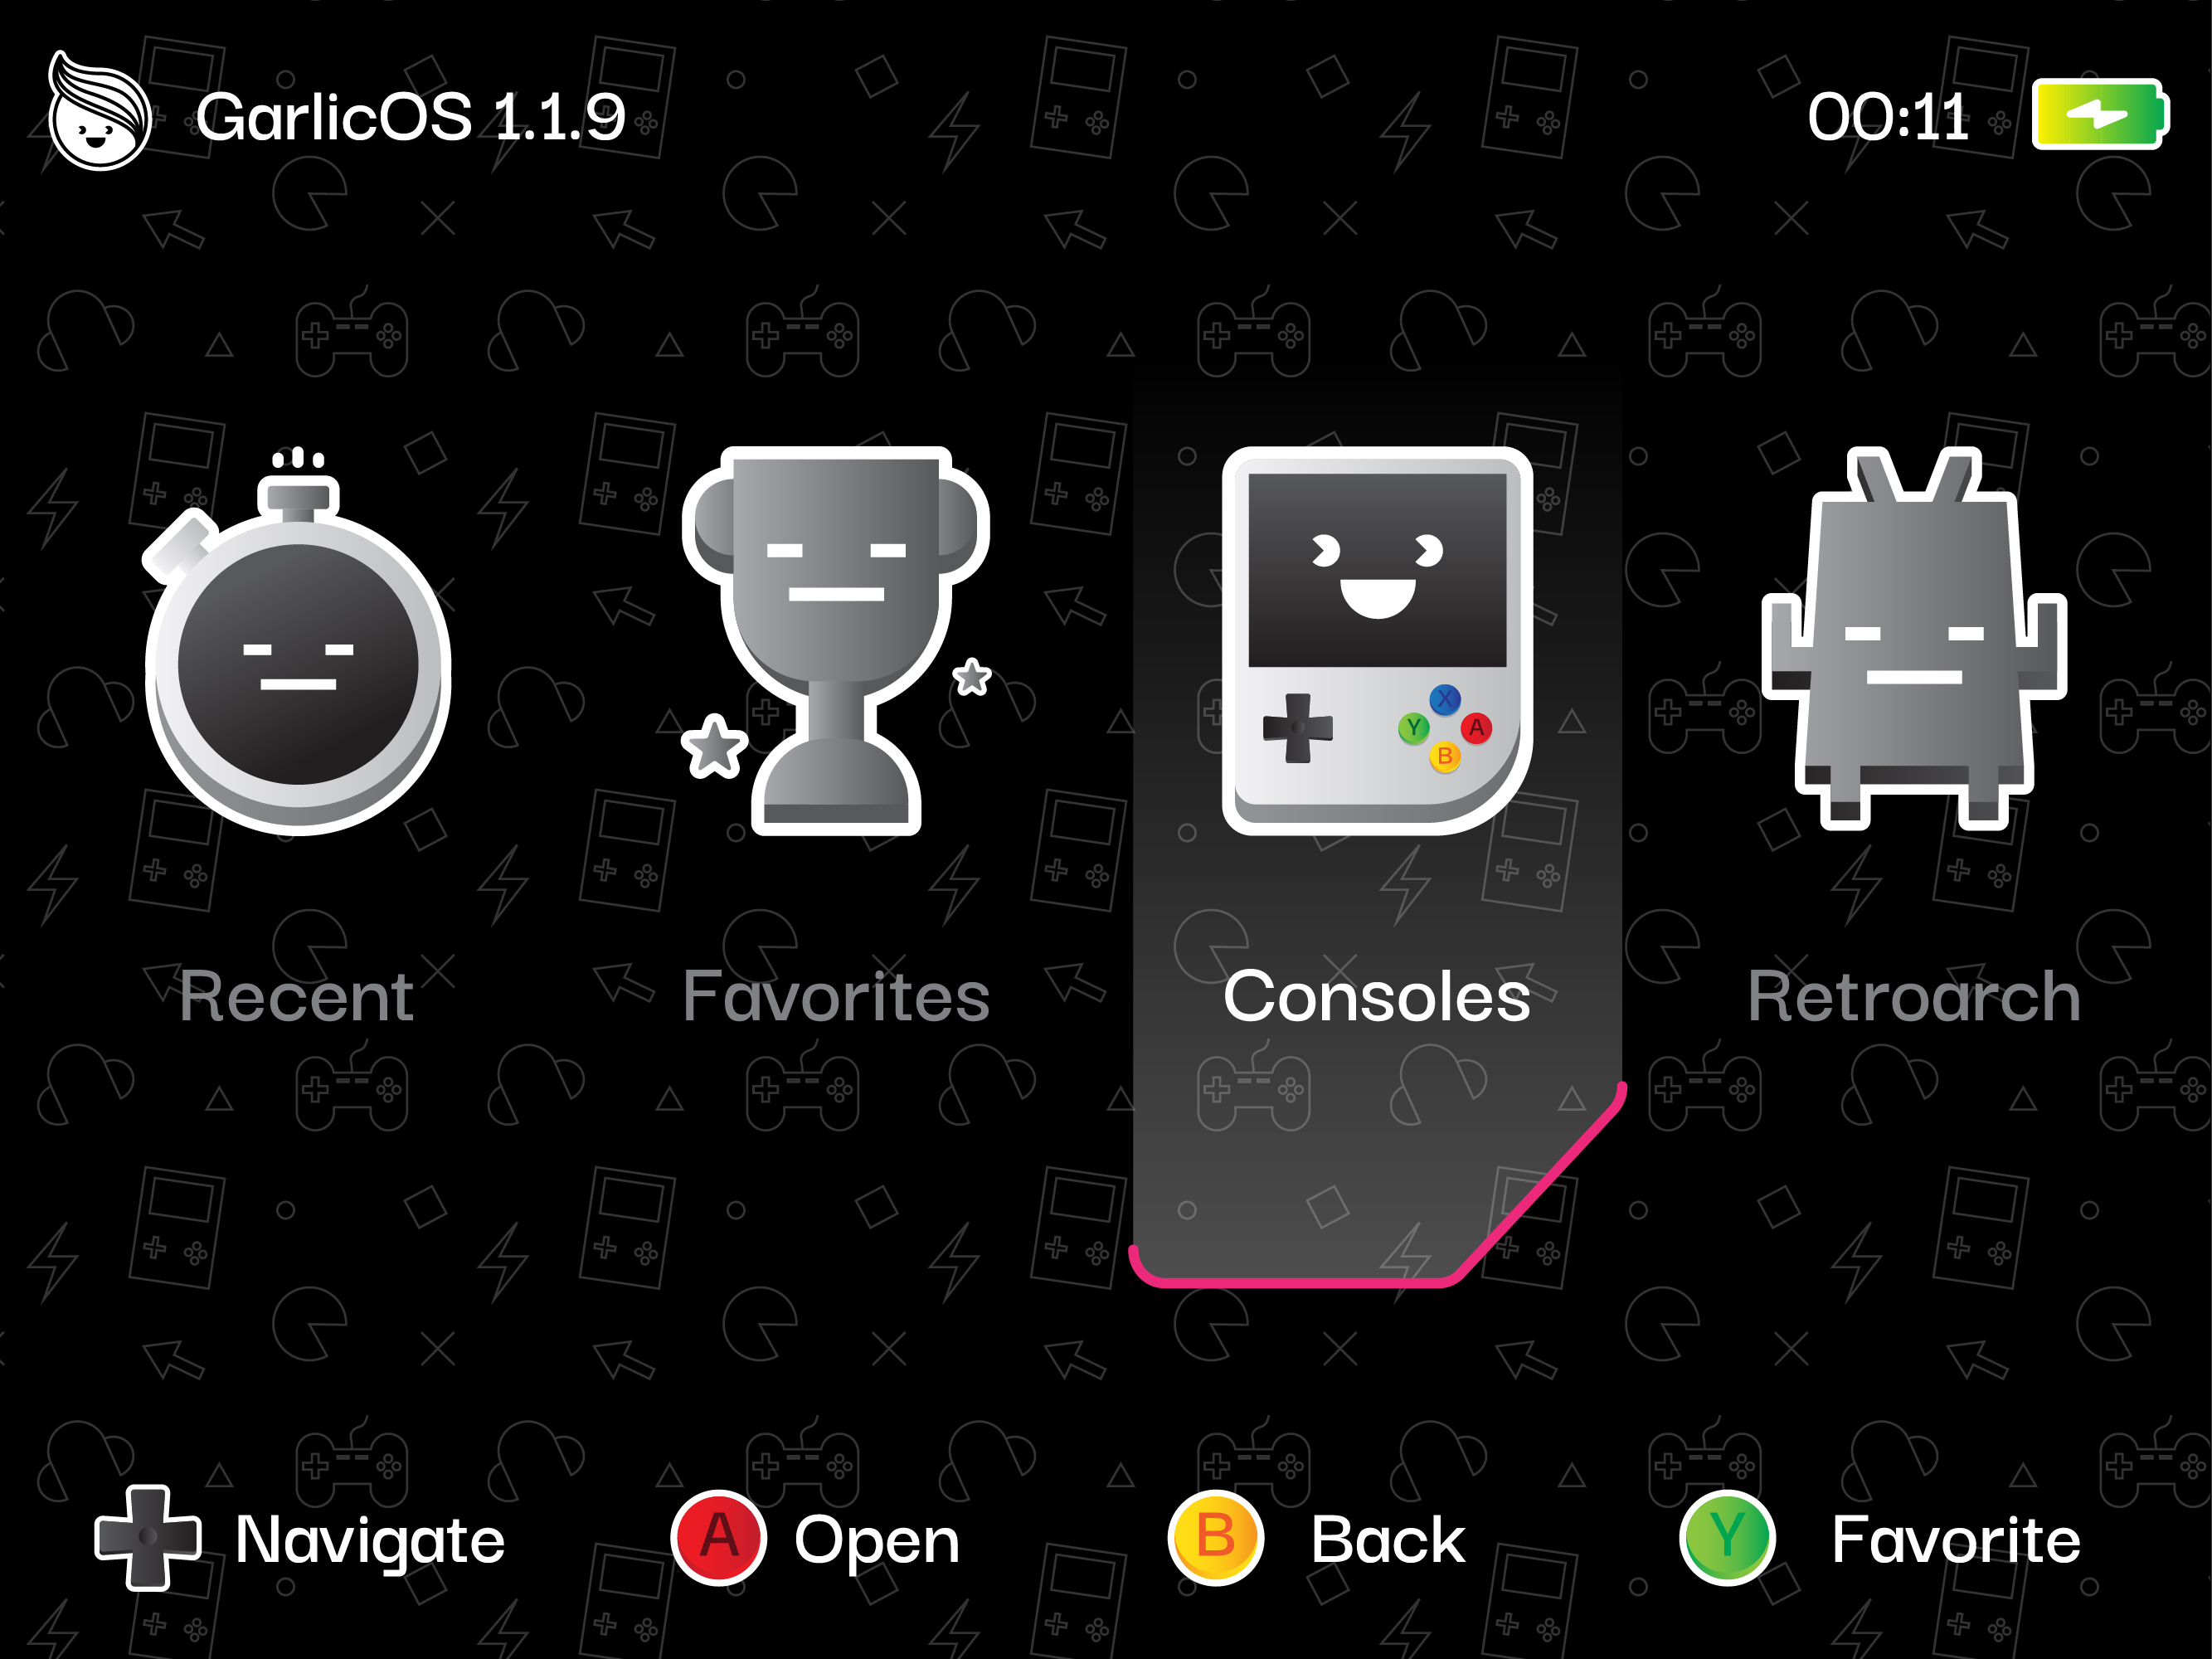 GarlicOS 1.1.9
00:11
X
Y
A
B
Recent
Favorites
Consoles
Retroarch
Navigate
A Open
B Back
Y Favorite